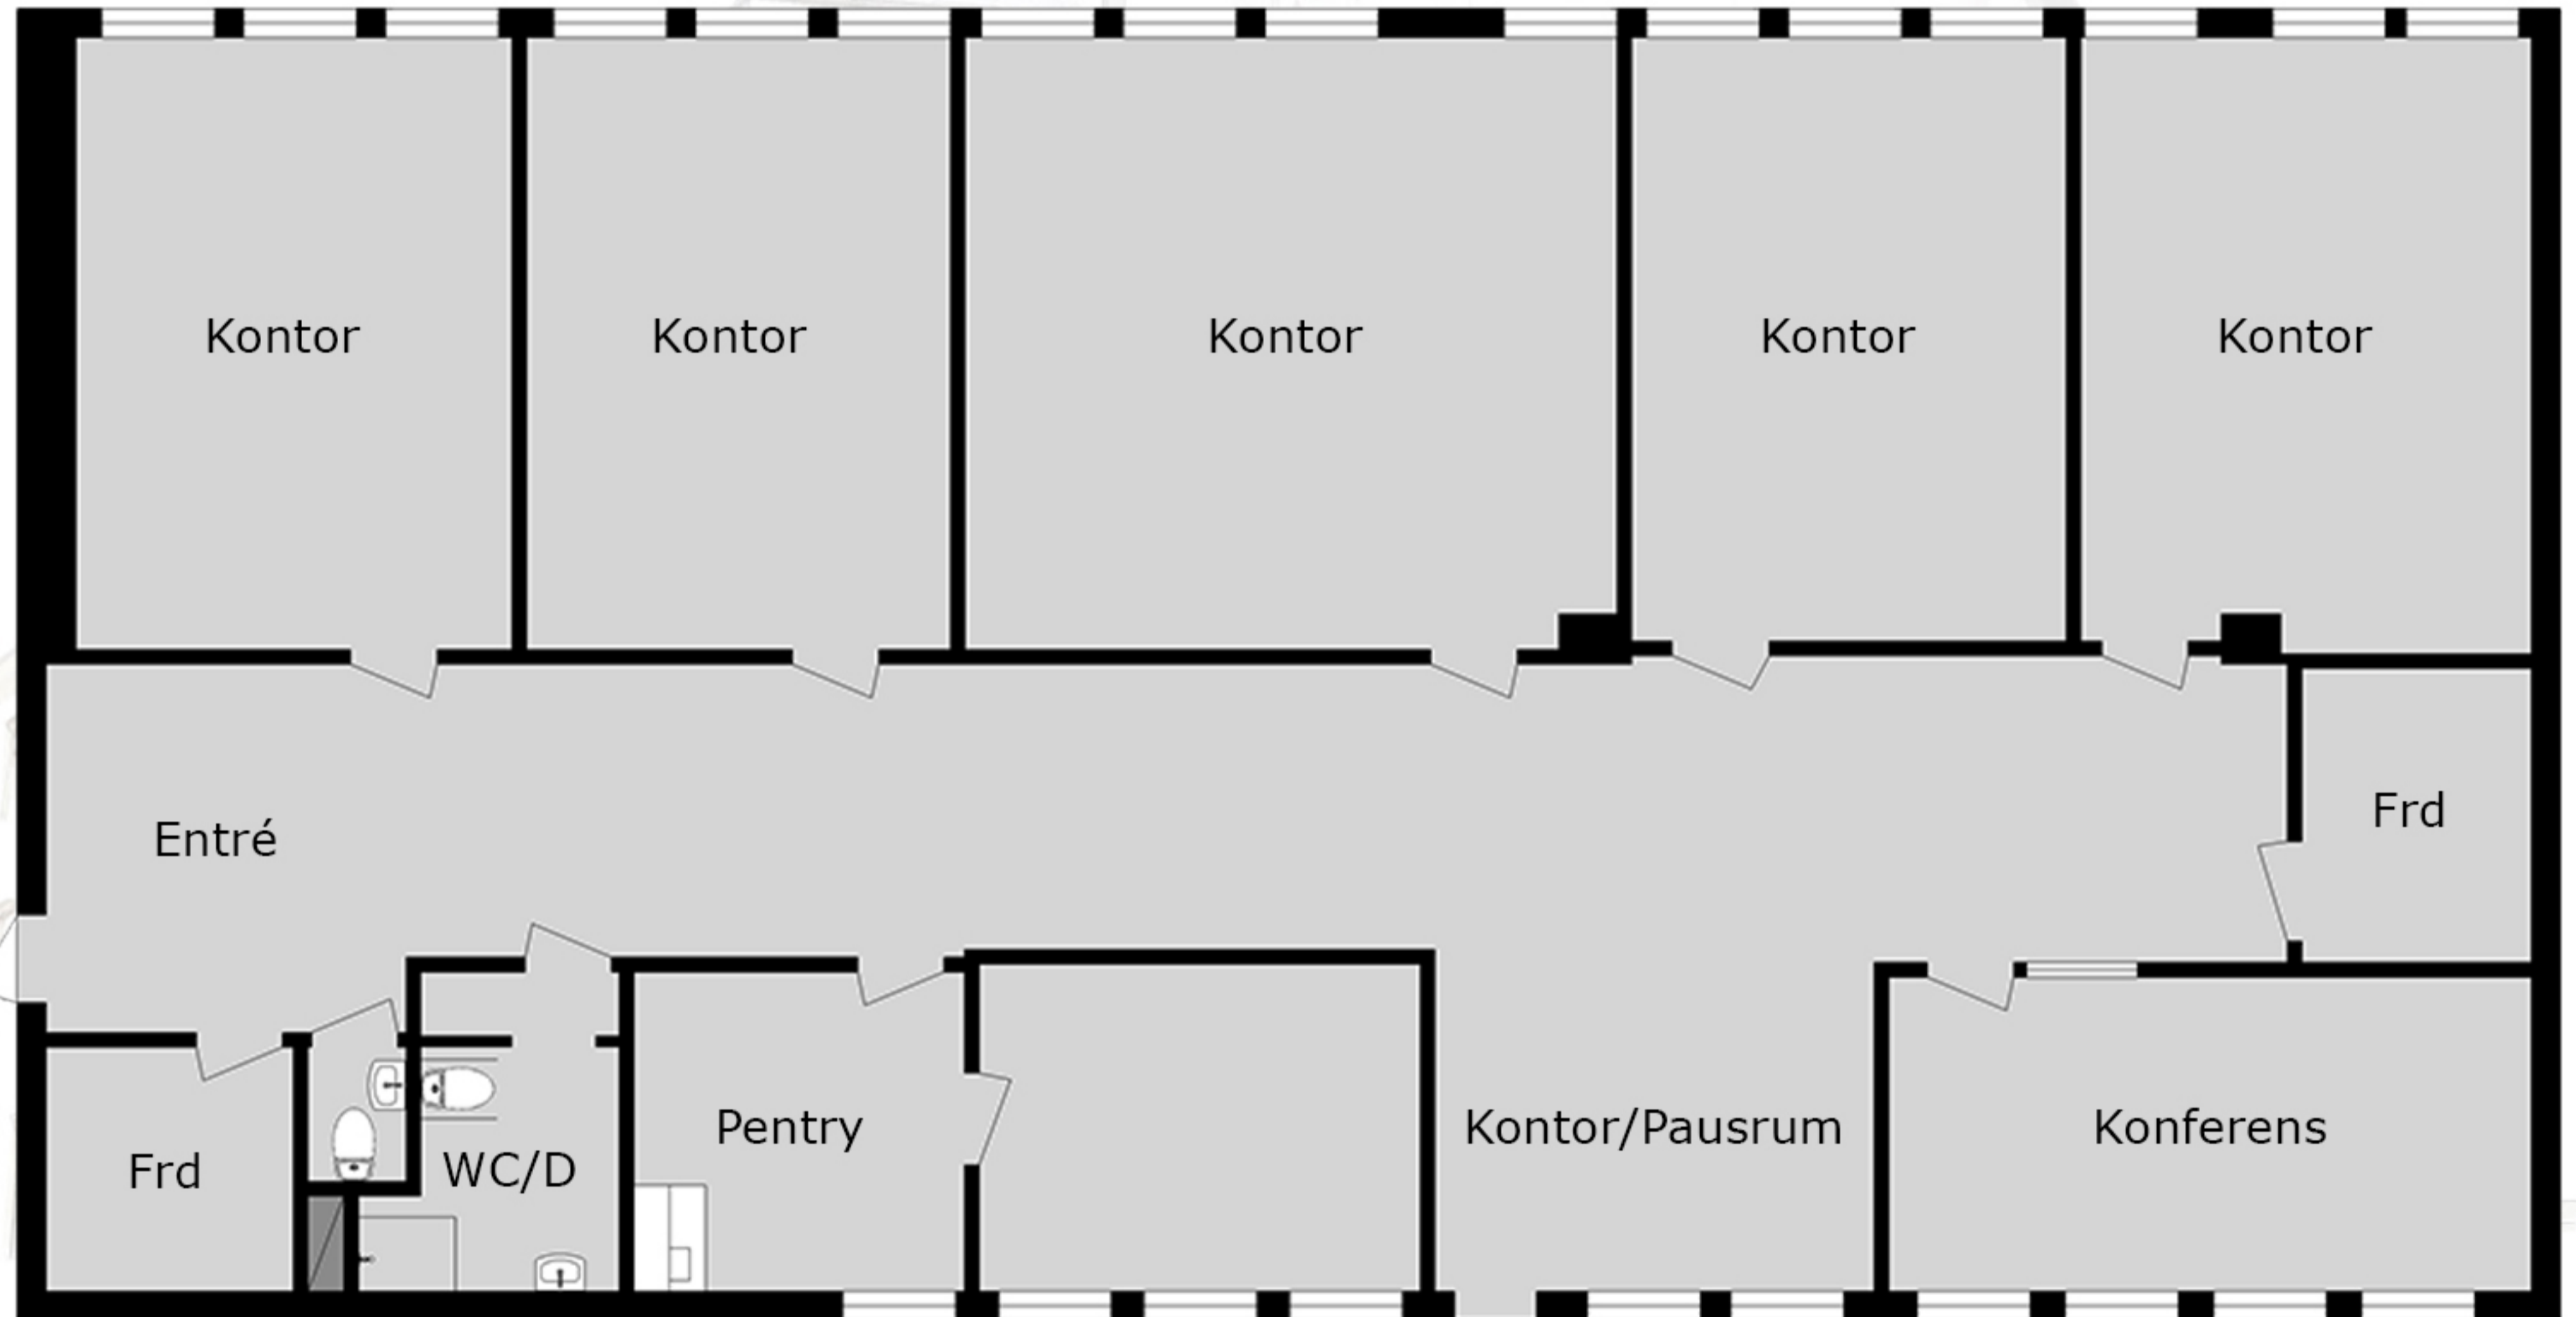 Kontor
Kontor
Kontor
Kontor
Kontor
Entré
Frd
Frd
WC/D
Pentry
Kontor/Pausrum
Konferens